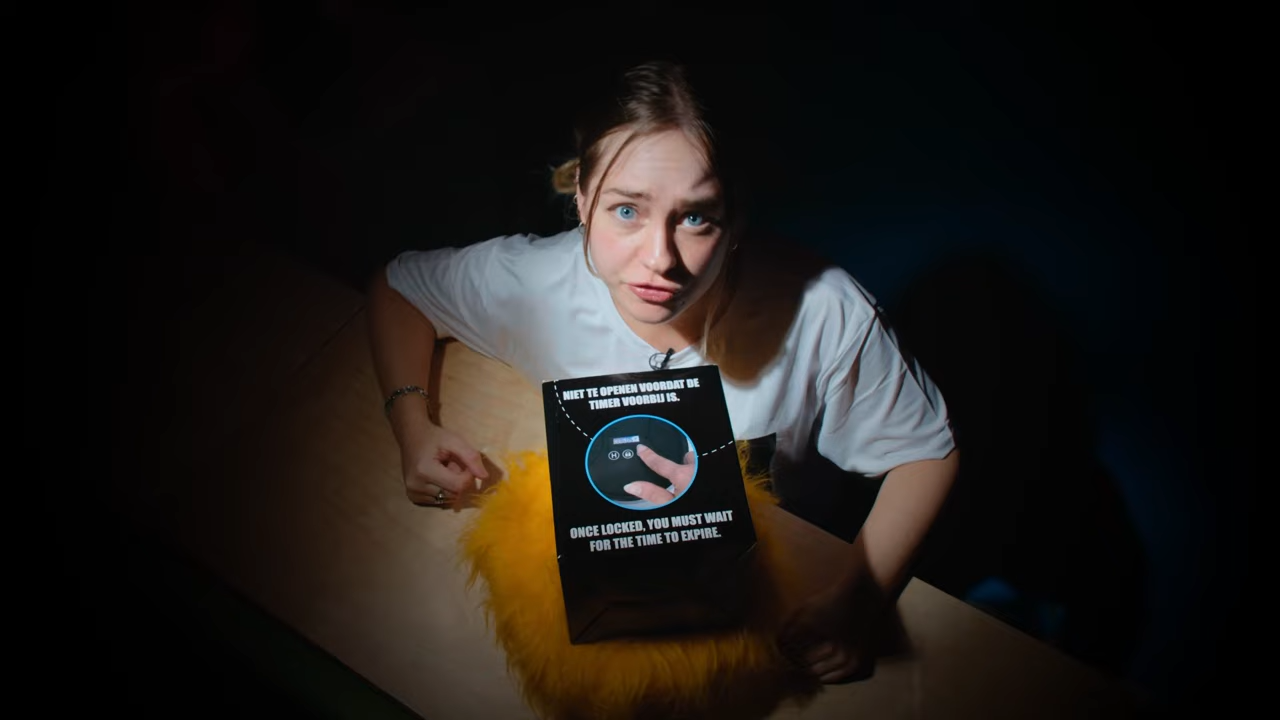 NIET TE OPENEN VOORDAT DE
TIMER VOORBIJ IS.
ONCE LOCKED, YOU MUST WAIT
FOR THE TIME TO EXPIRE.